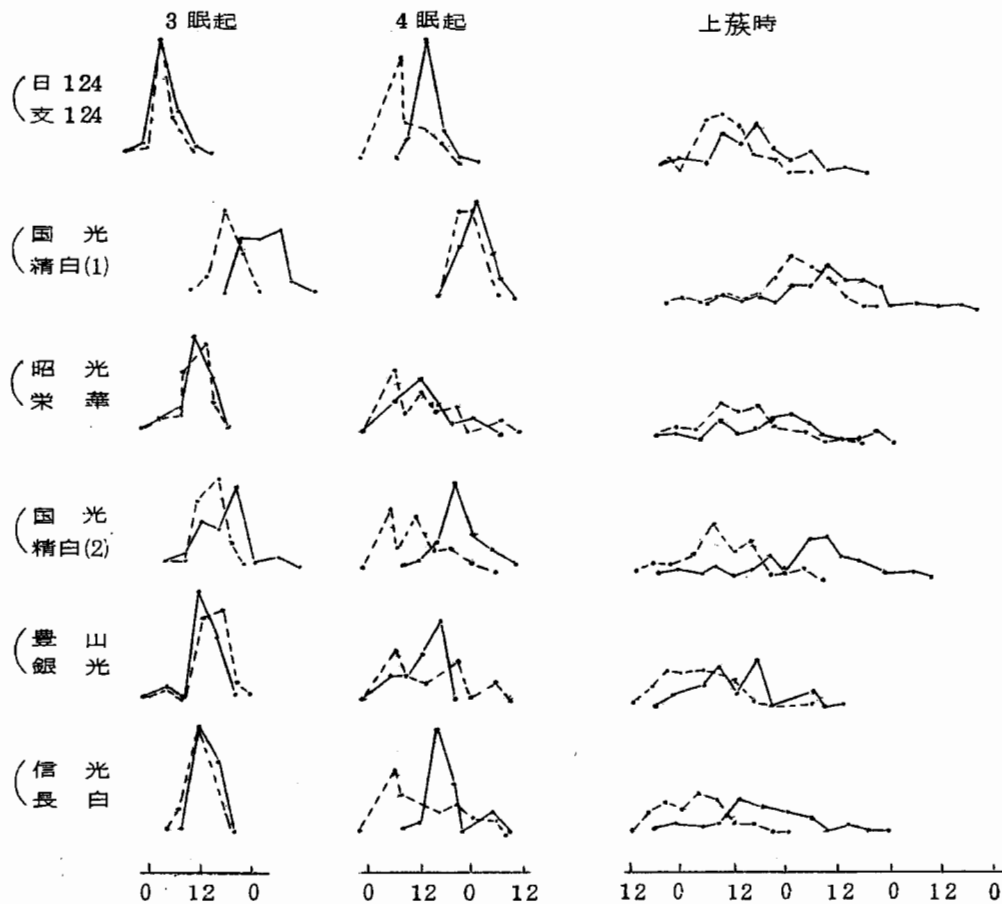 3 眠起 4 眠起 上蔟時
日 124
支 124
国 光
精白(1)
昭 光
栄 華
国 光
精白(2)
豊 山
銀 光
信 光
長 白
0 12 0 0 12 0 12 12 0 12 0 12 0 12 0